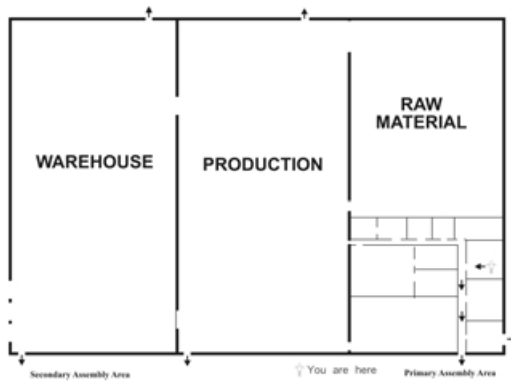 RAW
MATERIAL
WAREHOUSE
PRODUCTION
Secondary Assembly Area
You are here
Primary Assembly Area